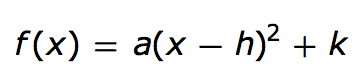 f(x) = a(x – h)² + k